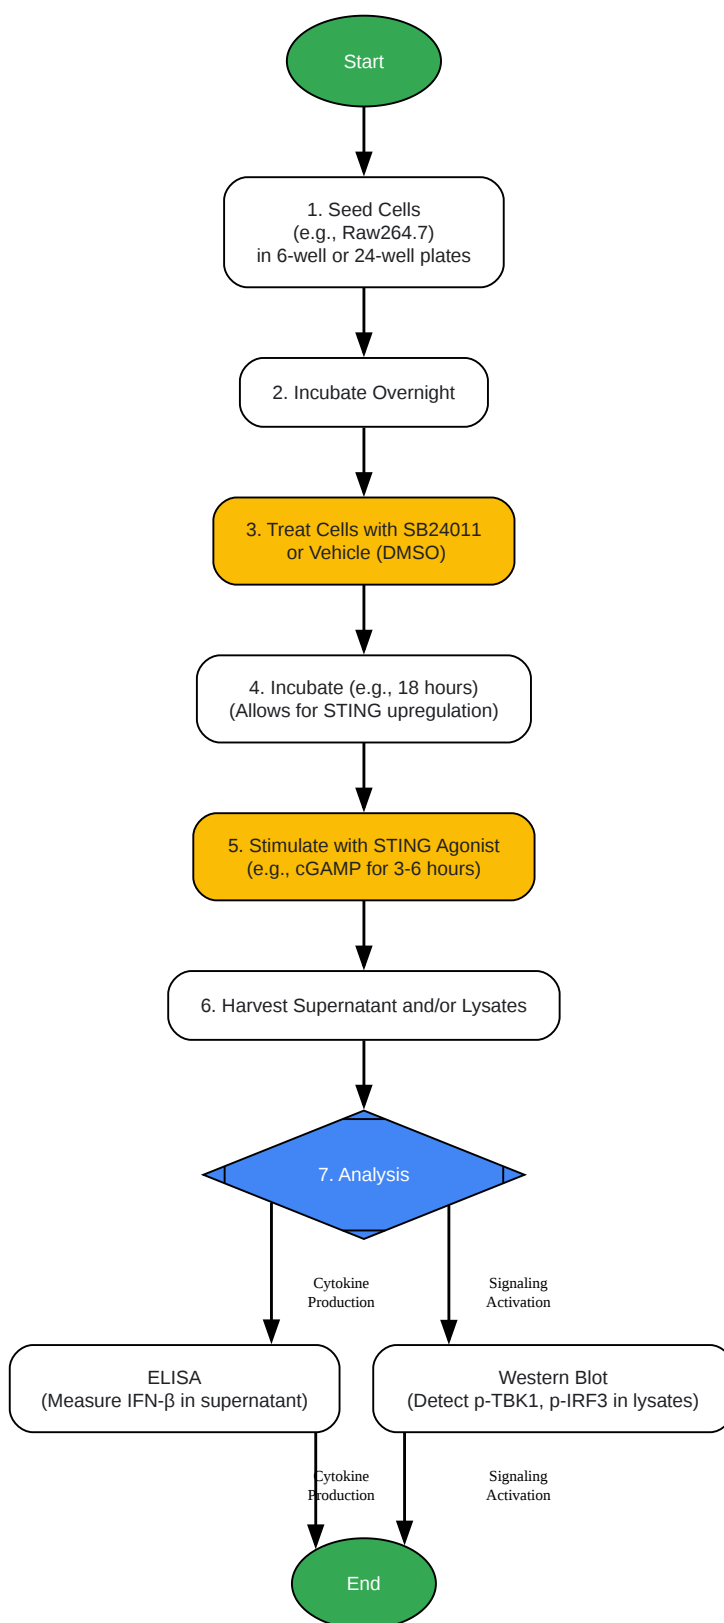 Start
1. Seed Cells
(e.g., Raw264.7)
in 6-well or 24-well plates
2. Incubate Overnight
3. Treat Cells with SB24011
or Vehicle (DMSO)
4. Incubate (e.g., 18 hours)
(Allows for STING upregulation)
5. Stimulate with STING Agonist
(e.g., cGAMP for 3-6 hours)
6. Harvest Supernatant and/or Lysates
7. Analysis
Cytokine
Production
Signaling
Activation
ELISA
(Measure IFN-β in supernatant)
Western Blot
(Detect p-TBK1, p-IRF3 in lysates)
Cytokine
Production
Signaling
Activation
End